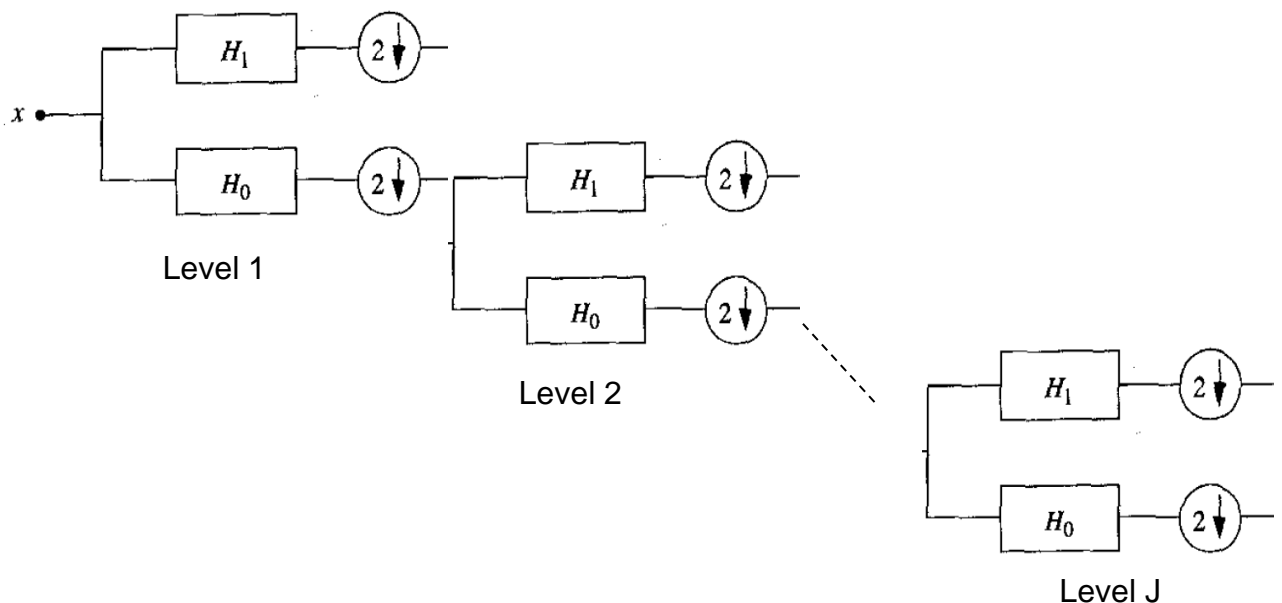 H₁ 2↓
x
H₀ 2↓
Level 1
H₁ 2↓
H₀ 2↓
Level 2
H₁ 2↓
H₀ 2↓
Level J